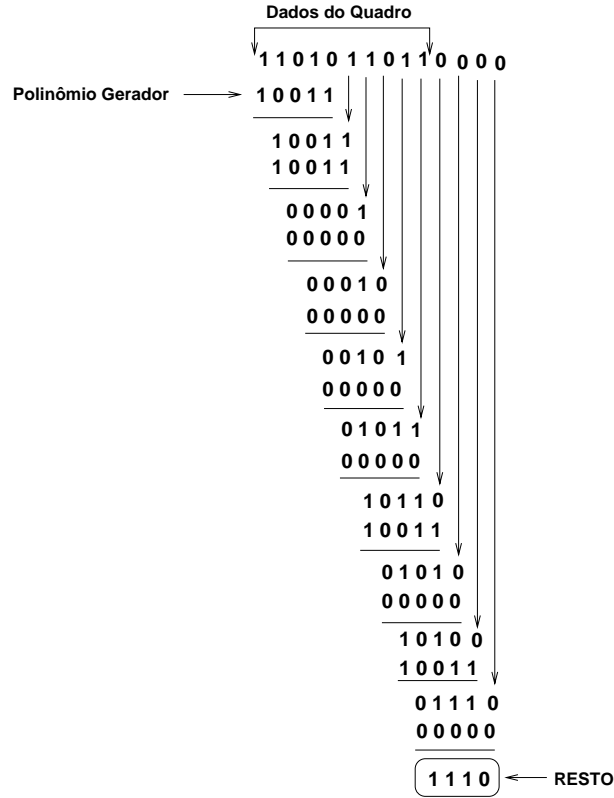 Dados do Quadro
1 1 0 1 0 1 1 0 1 1 0 0 0 0
Polinômio Gerador 1 0 0 1 1
1 0 0 1 1
1 0 0 1 1
0 0 0 0 1
0 0 0 0 0
0 0 0 1 0
0 0 0 0 0
0 0 1 0 1
0 0 0 0 0
0 1 0 1 1
0 0 0 0 0
1 0 1 1 0
1 0 0 1 1
0 1 0 1 0
0 0 0 0 0
1 0 1 0 0
1 0 0 1 1
0 1 1 1 0
0 0 0 0 0
1 1 1 0 RESTO